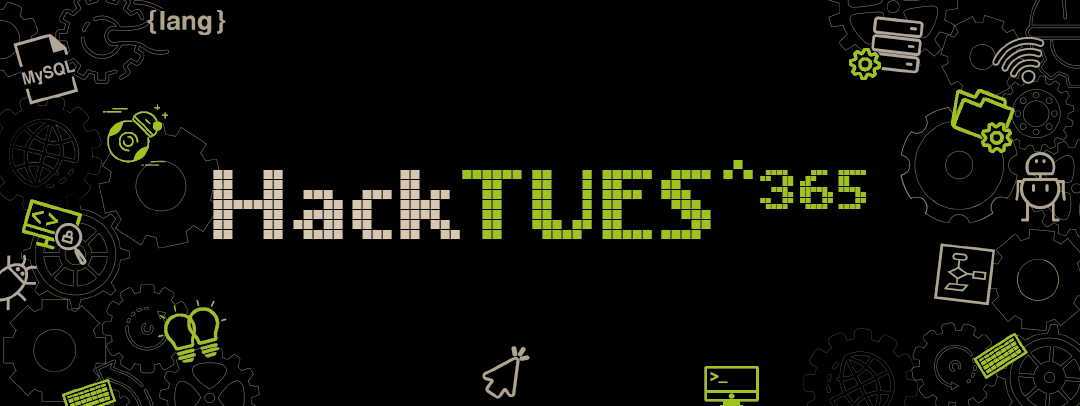 {lang}
MySQL
HackTUES^365
</>
>_